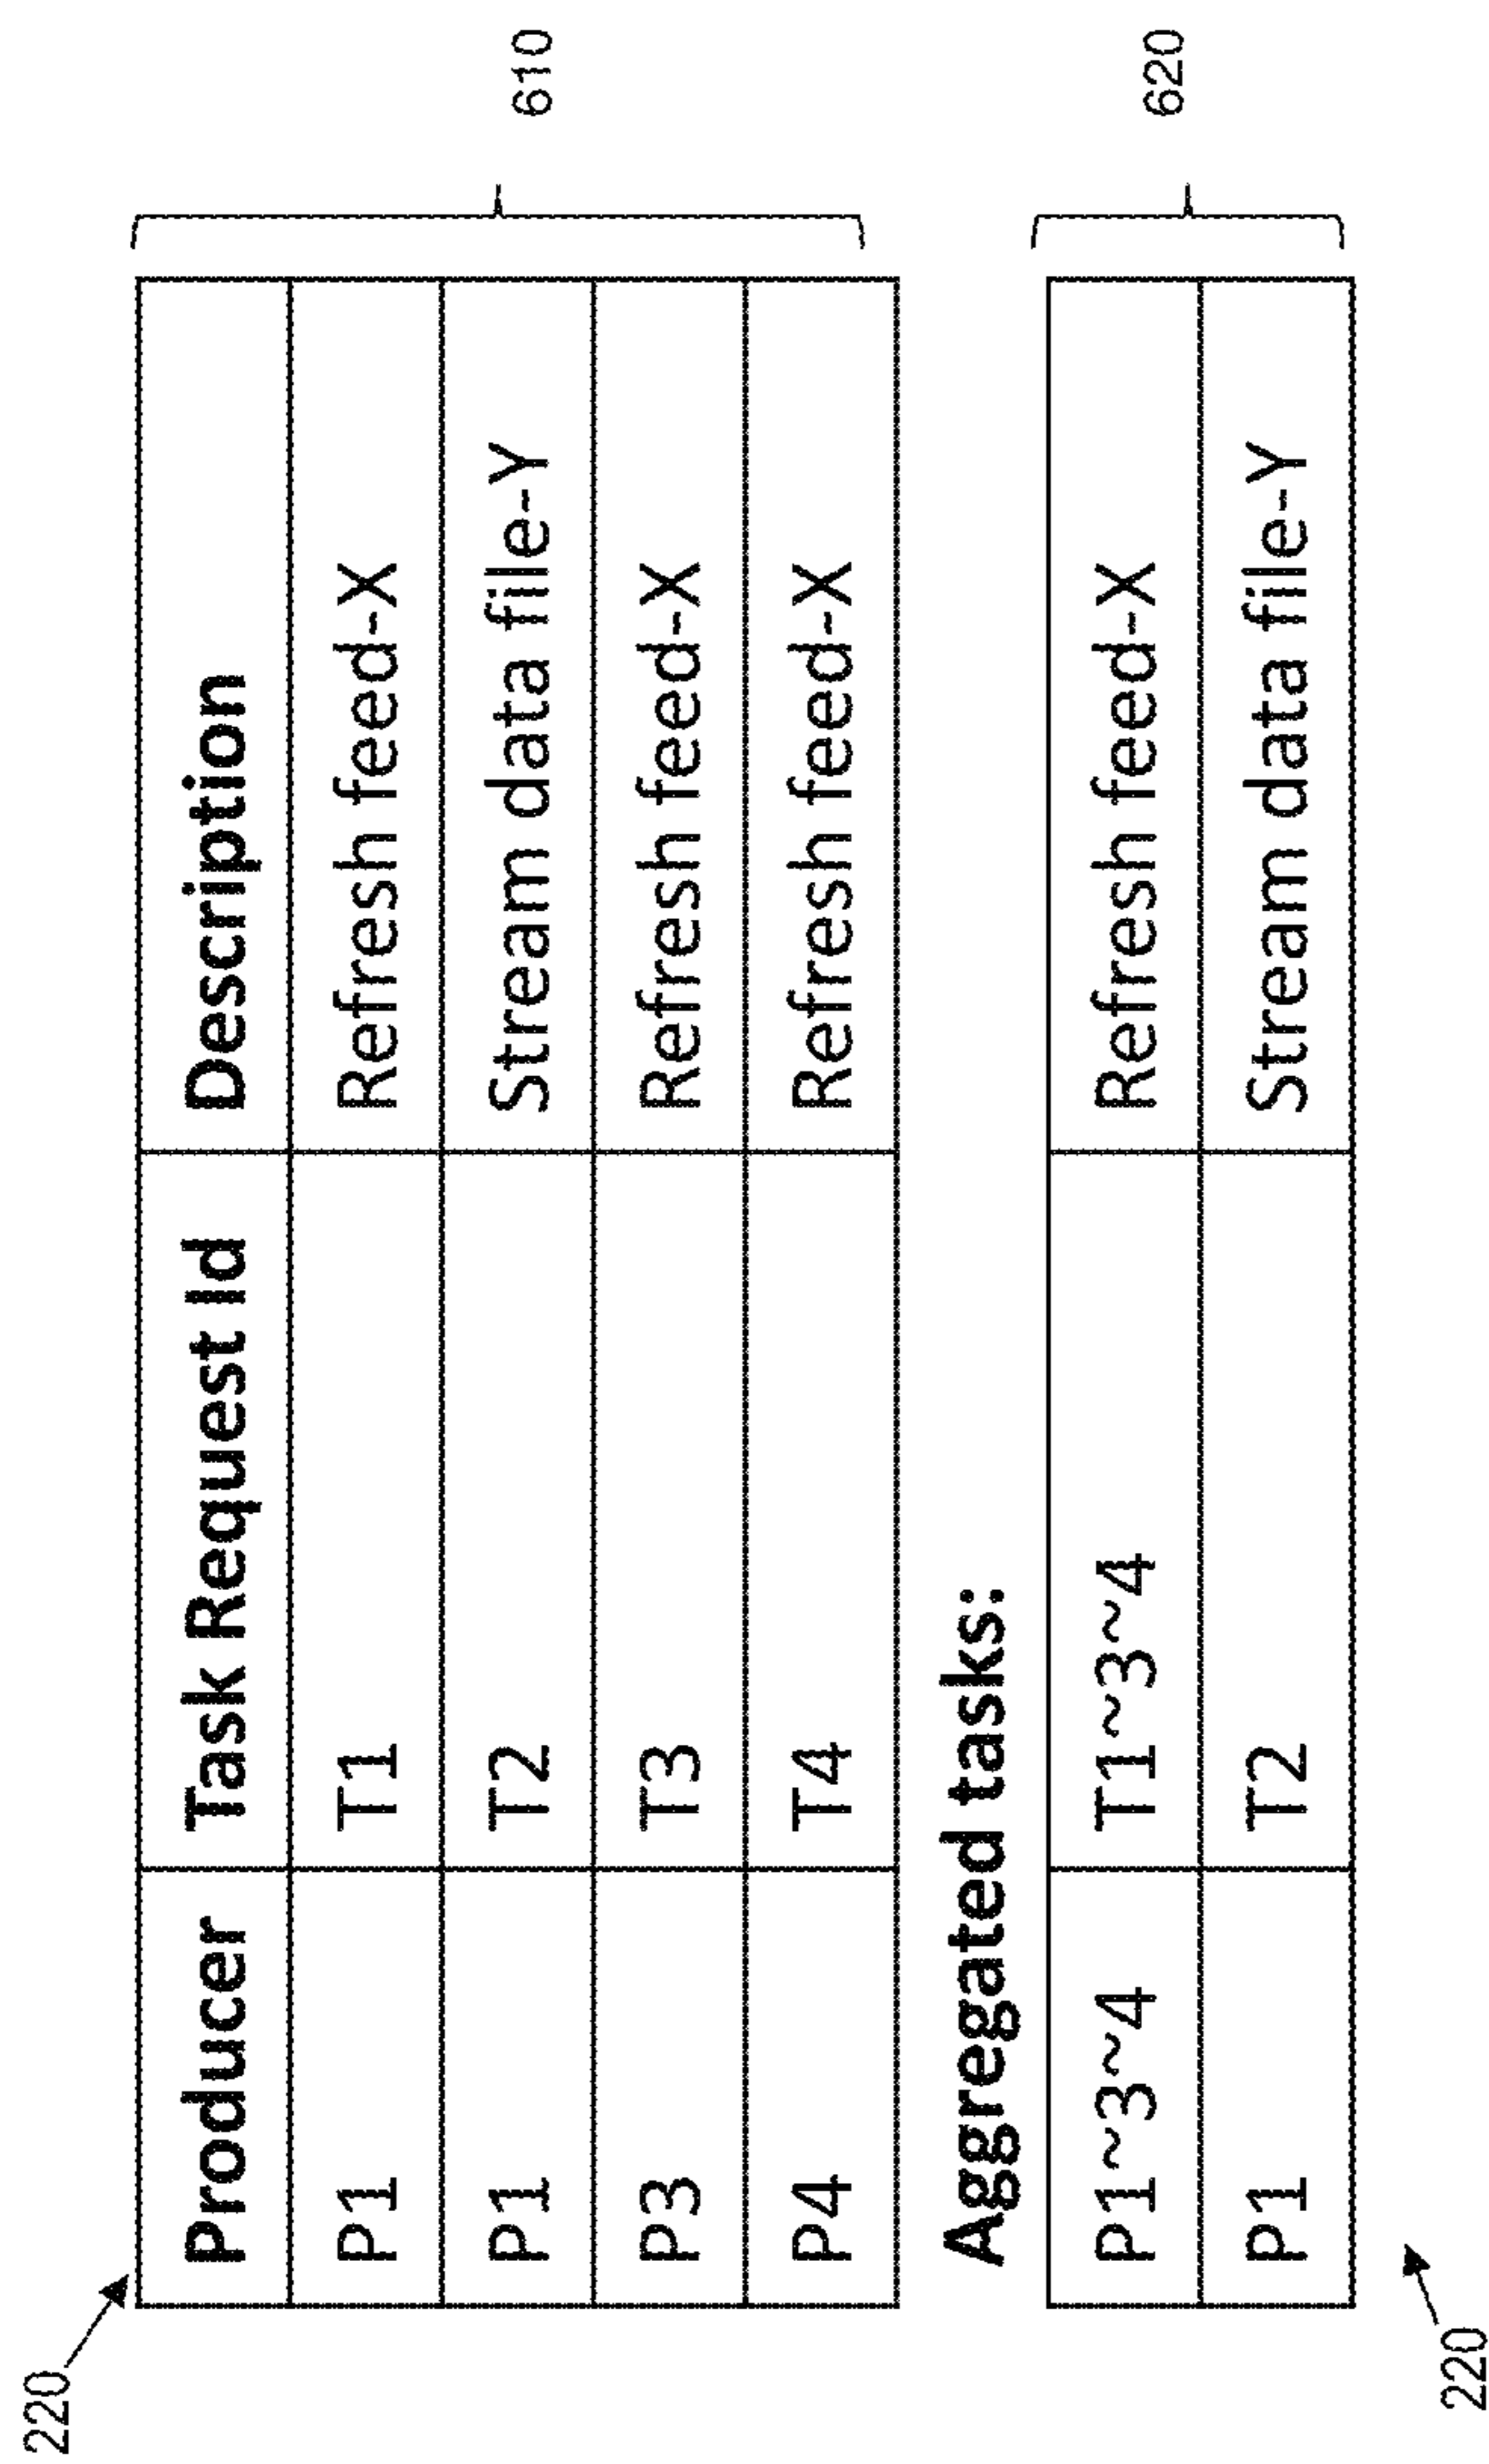 220
Producer Task Request id Description
P1 T1 Refresh feed-X
P1 T2 Stream data file-Y
P3 T3 Refresh feed-X
P4 T4 Refresh feed-X
610
Aggregated tasks:
P1~3~4 T1~3~4 Refresh feed-X
P1 T2 Stream data file-Y
620
220